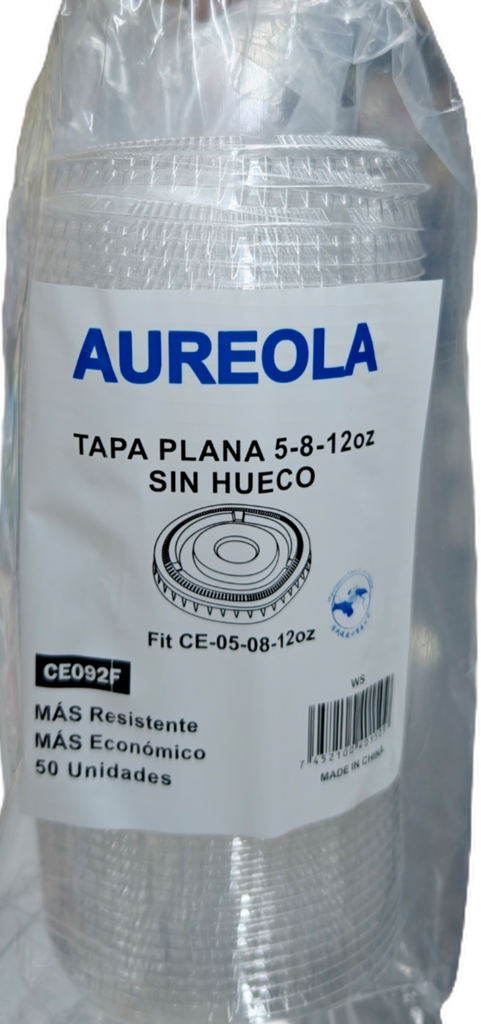 AUREOLA
TAPA PLANA 5-8-12oz
SIN HUECO
Fit CE-05-08-12oz
CE092F
MÁS Resistente
MÁS Económico
50 Unidades
WS
MADE IN CHINA